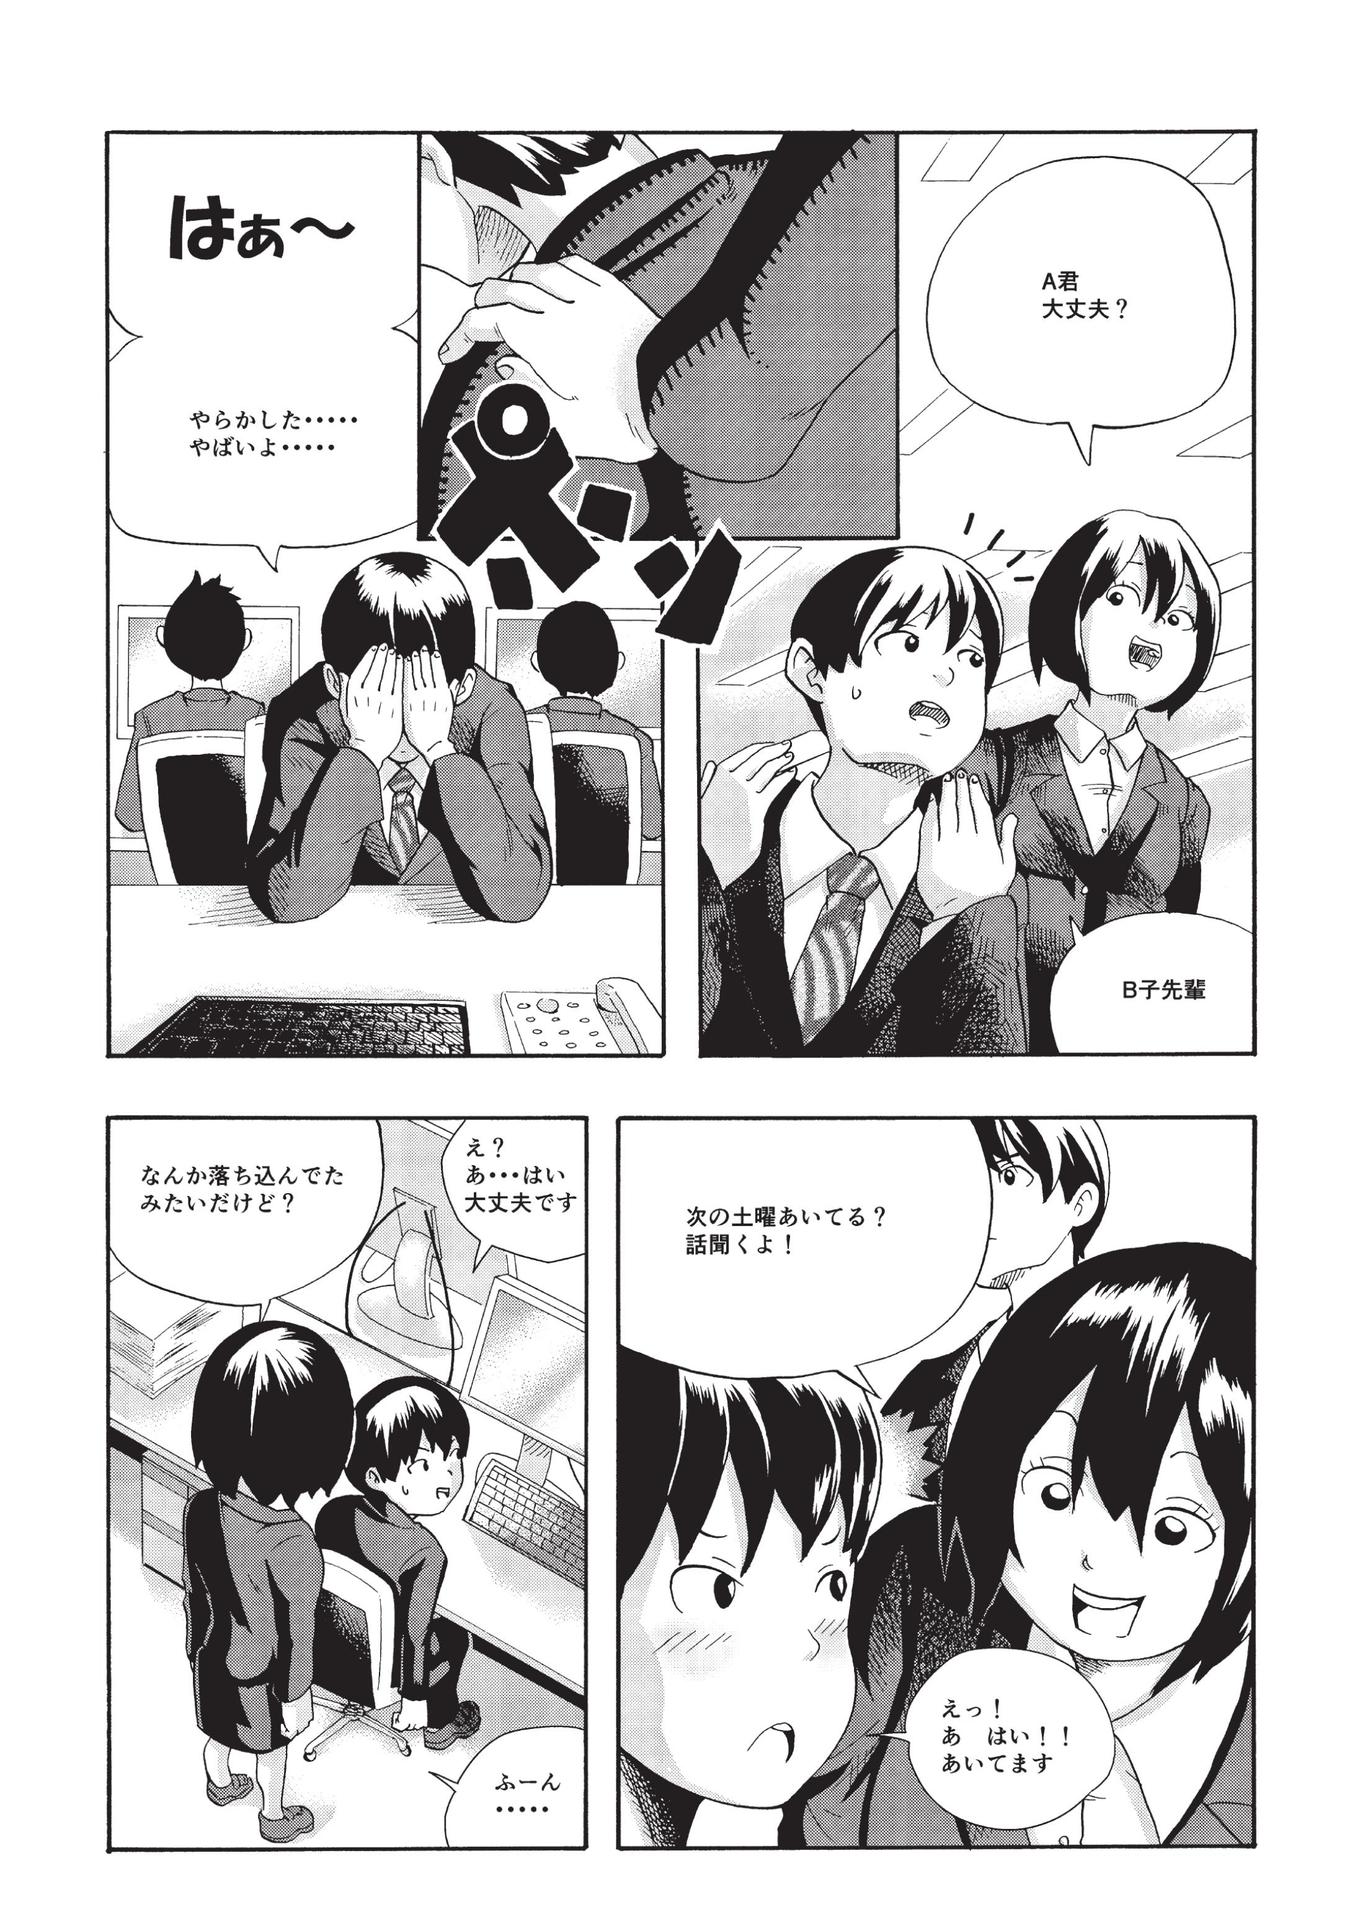 はぁ〜
やらかした・・・・・
やばいよ・・・・・
ペシッ
A君
大丈夫？
B子先輩
なんか落ち込んでた
みたいだけど？
え？
あ・・・はい
大丈夫です
ふーん
・・・・・
次の土曜あいてる？
話聞くよ！
えっ！
あ　はい！！
あいてます